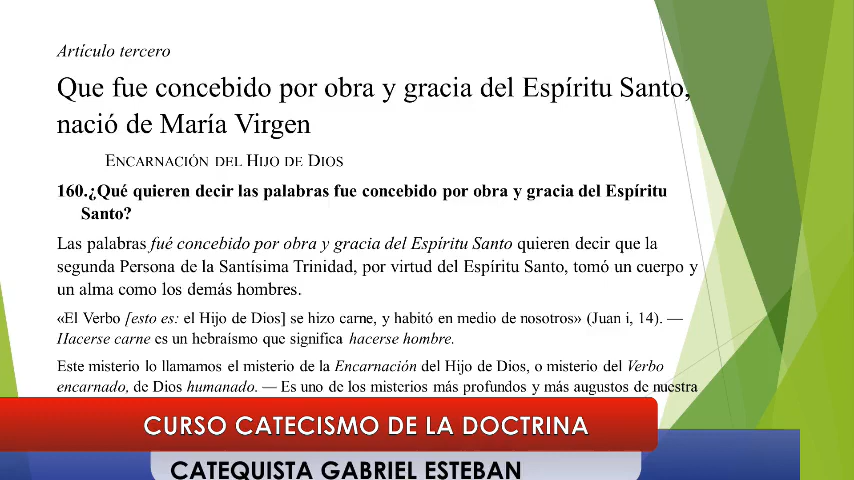 Artículo tercero
Que fue concebido por obra y gracia del Espíritu Santo,
nació de María Virgen
ENCARNACIÓN DEL HIJO DE DIOS
160.¿Qué quieren decir las palabras fue concebido por obra y gracia del Espíritu
Santo?
Las palabras fué concebido por obra y gracia del Espíritu Santo quieren decir que la
segunda Persona de la Santísima Trinidad, por virtud del Espíritu Santo, tomó un cuerpo y
un alma como los demás hombres.
«El Verbo [esto es: el Hijo de Dios] se hizo carne, y habitó en medio de nosotros» (Juan i, 14). —
Hacerse carne es un hebraísmo que significa hacerse hombre.
Este misterio lo llamamos el misterio de la Encarnación del Hijo de Dios, o misterio del Verbo
encarnado, de Dios humanado. — Es uno de los misterios más profundos y más augustos de nuestra
CURSO CATECISMO DE LA DOCTRINA
CATEQUISTA GABRIEL ESTEBAN